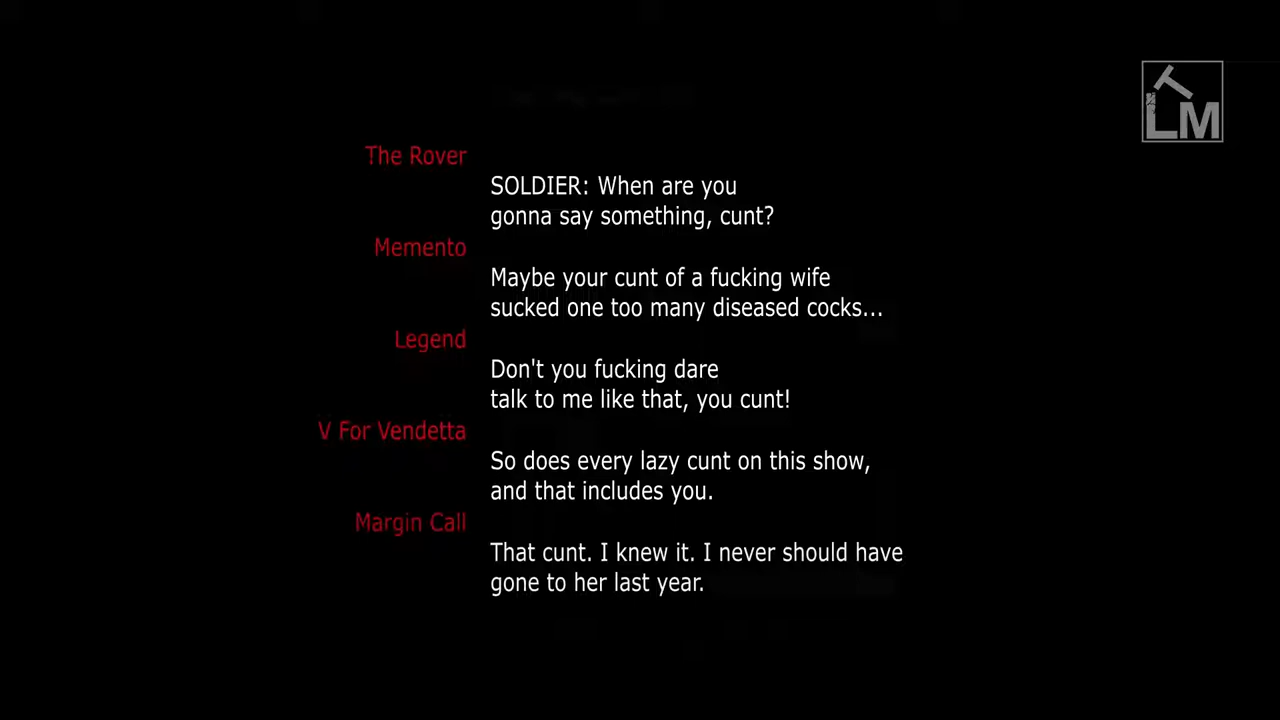 The Rover
SOLDIER: When are you
gonna say something, cunt?
Memento
Maybe your cunt of a fucking wife
sucked one too many diseased cocks...
Legend
Don't you fucking dare
talk to me like that, you cunt!
V For Vendetta
So does every lazy cunt on this show,
and that includes you.
Margin Call
That cunt. I knew it. I never should have
gone to her last year.
TLM